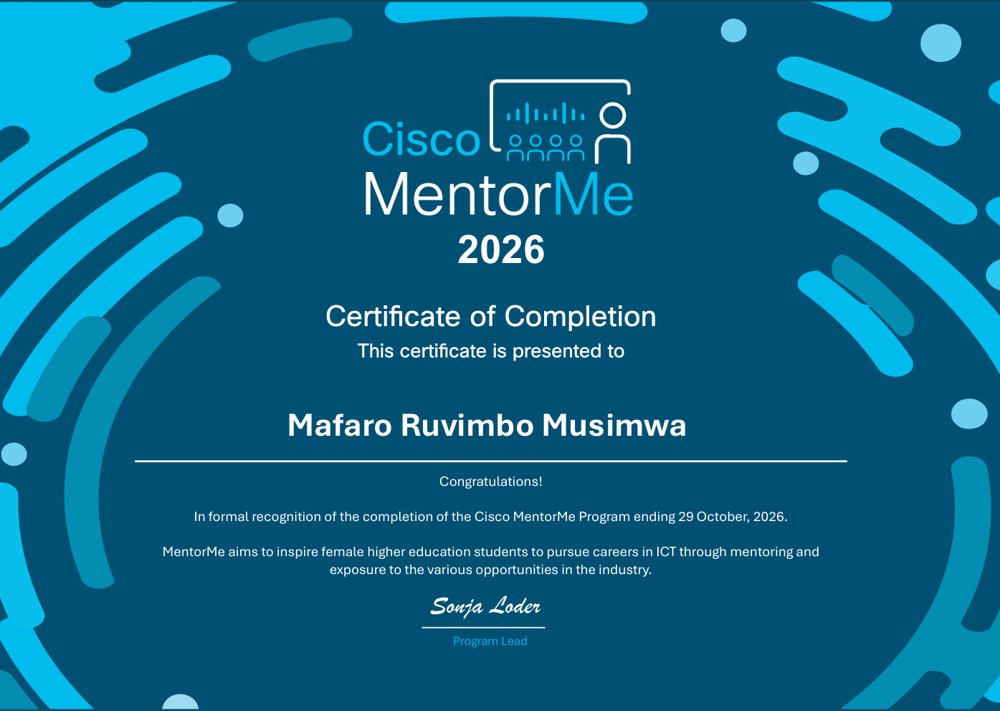 Cisco
MentorMe
2026
Certificate of Completion
This certificate is presented to
Mafaro Ruvimbo Musimwa
Congratulations!
In formal recognition of the completion of the Cisco MentorMe Program ending 29 October, 2026.
MentorMe aims to inspire female higher education students to pursue careers in ICT through mentoring and
exposure to the various opportunities in the industry.
Sonja Loder
Program Lead